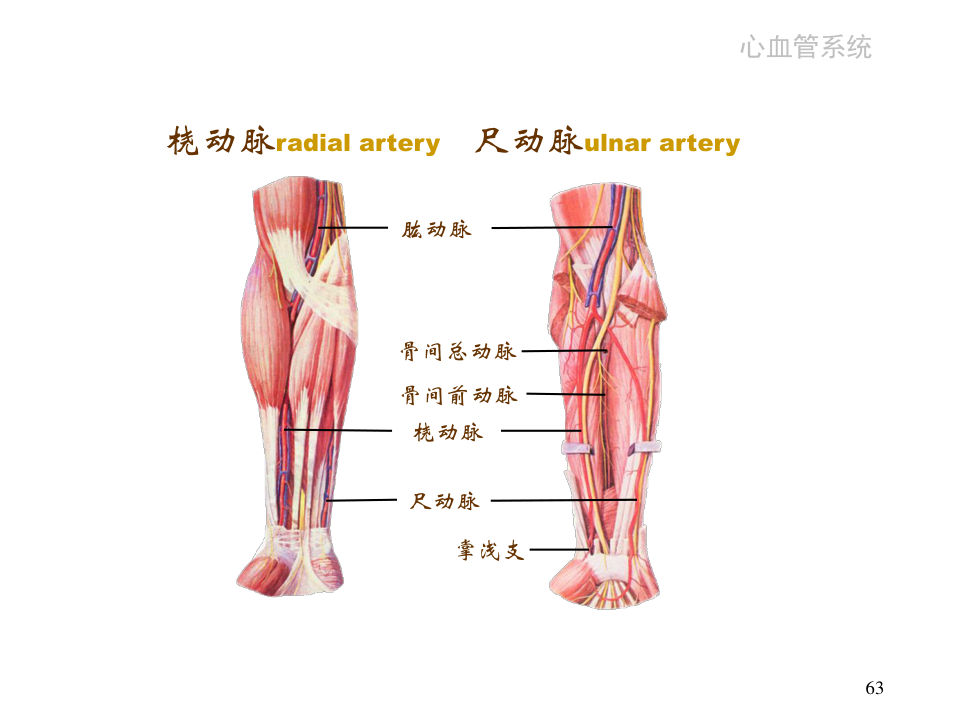 心血管系统
桡动脉radial artery 尺动脉ulnar artery
肱动脉
骨间总动脉
骨间前动脉
桡动脉
尺动脉
掌浅支
63